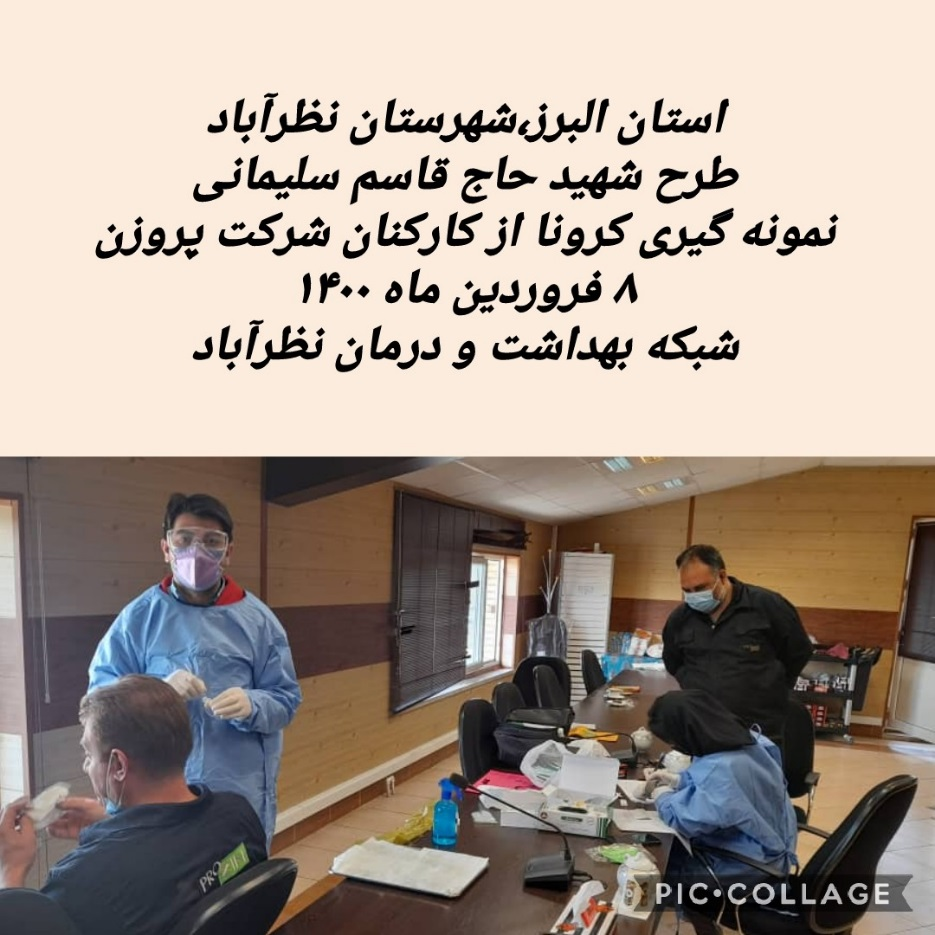 استان البرز،شهرستان نظرآباد
طرح شهید حاج قاسم سلیمانی
نمونه گیری کرونا از کارکنان شرکت پروزن
۸ فروردین ماه ۱۴۰۰
شبکه بهداشت و درمان نظرآباد
PIC•COLLAGE